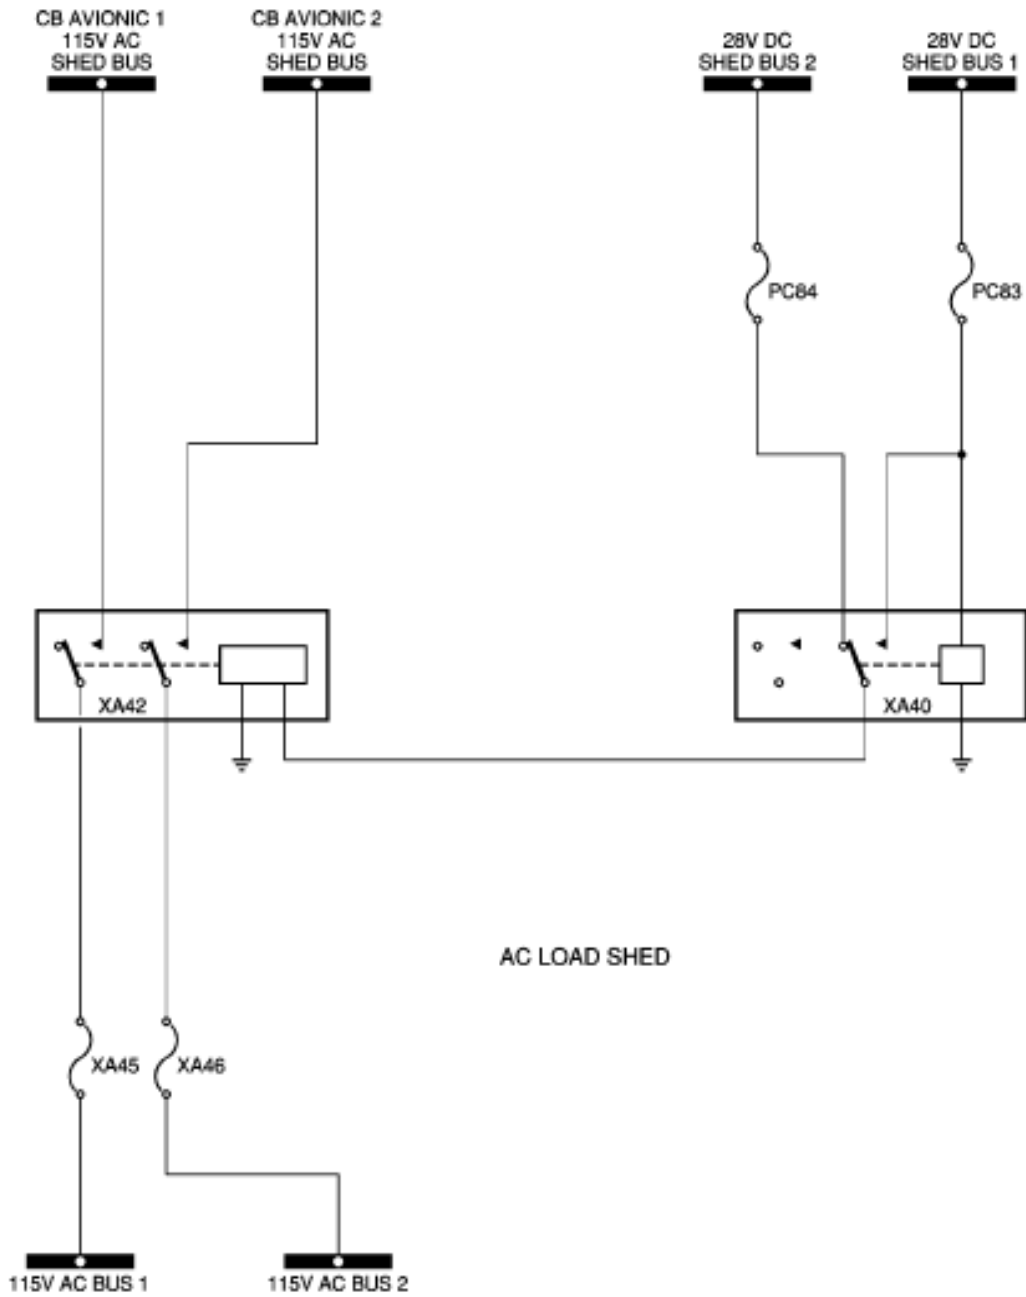 CB AVIONIC 1
115V AC
SHED BUS
CB AVIONIC 2
115V AC
SHED BUS
28V DC
SHED BUS 2
28V DC
SHED BUS 1
PC84
PC83
XA42
XA40
AC LOAD SHED
XA45
XA46
115V AC BUS 1
115V AC BUS 2